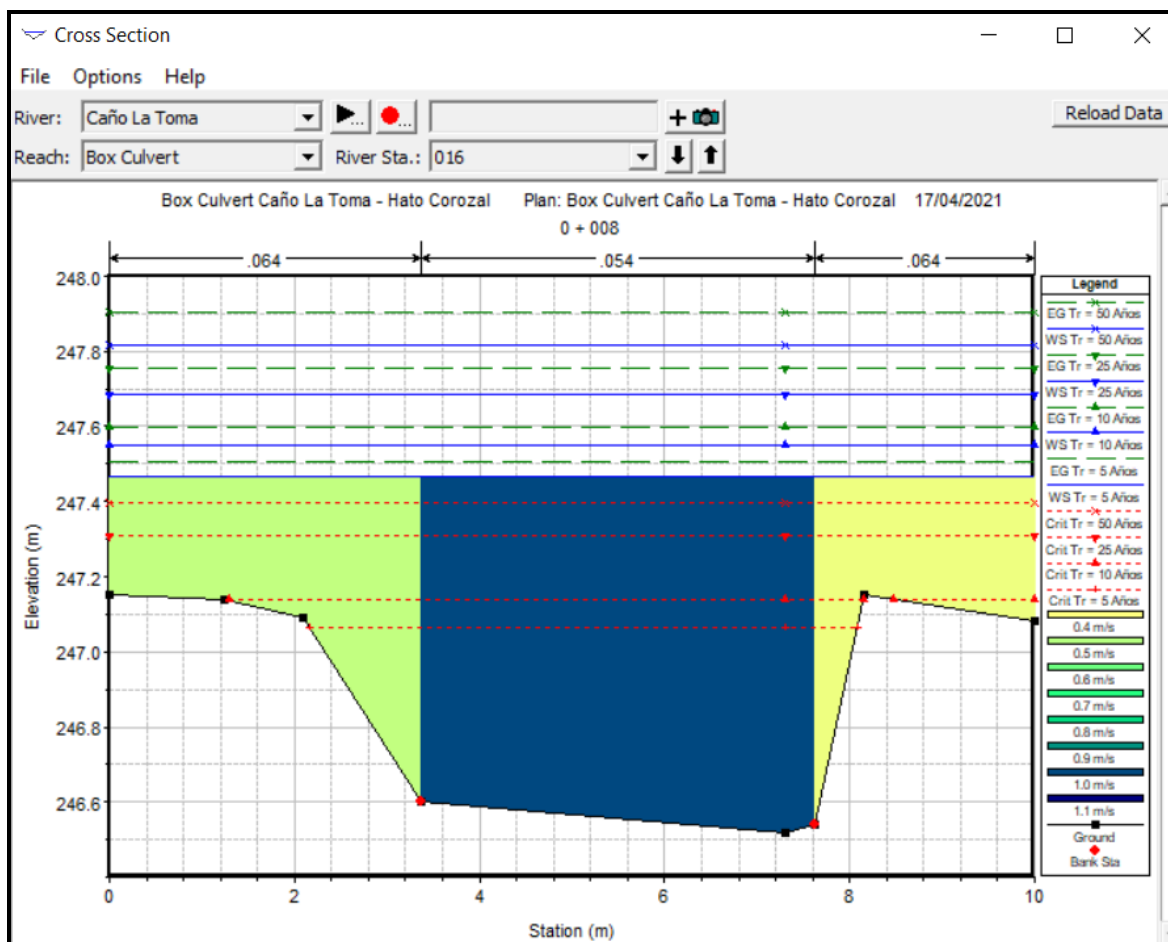 Cross Section
File Options Help
River: Caño La Toma ... ... + Reload Data
Reach: Box Culvert River Sta.: 016
Box Culvert Caño La Toma - Hato Corozal Plan: Box Culvert Caño La Toma - Hato Corozal 17/04/2021
0 + 008
.064 .054 .064
248.0
247.8
247.6
247.4
247.2
247.0
246.8
246.6
Elevation (m)
0 2 4 6 8 10
Station (m)
Legend
EG Tr = 50 Años
WS Tr = 50 Años
EG Tr = 25 Años
WS Tr = 25 Años
EG Tr = 10 Años
WS Tr = 10 Años
EG Tr = 5 Años
WS Tr = 5 Años
Crit Tr = 50 Años
Crit Tr = 25 Años
Crit Tr = 10 Años
Crit Tr = 5 Años
0.4 m/s
0.5 m/s
0.6 m/s
0.7 m/s
0.8 m/s
0.9 m/s
1.0 m/s
1.1 m/s
Ground
Bank Sta